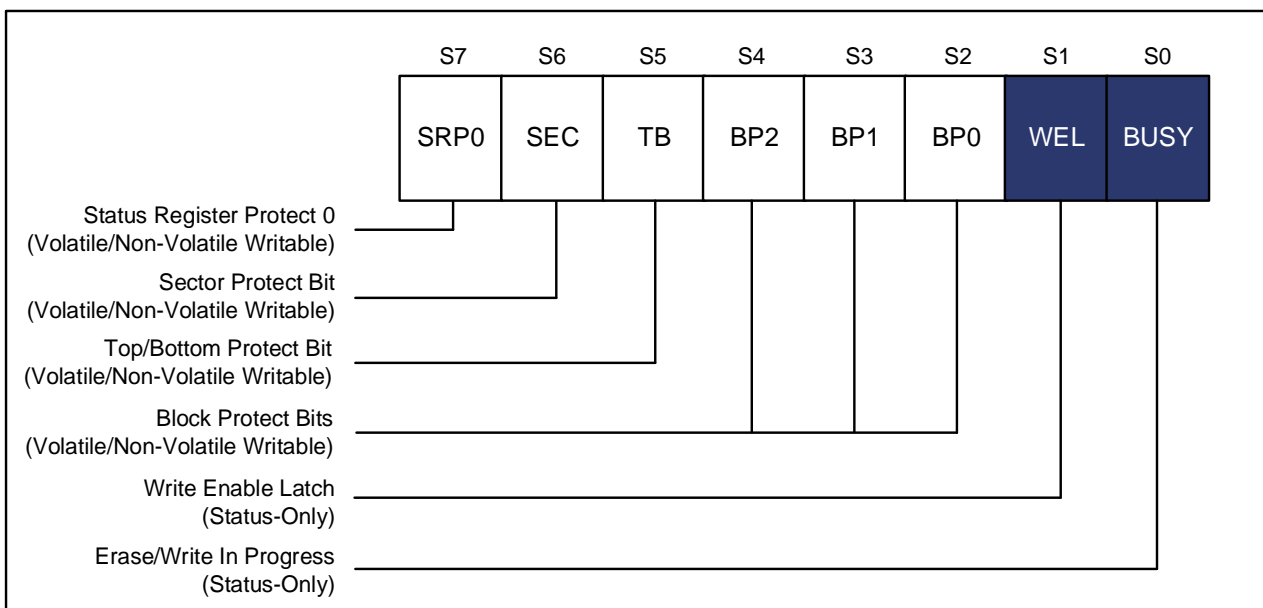 S7 S6 S5 S4 S3 S2 S1 S0
SRP0 SEC TB BP2 BP1 BP0 WEL BUSY
Status Register Protect 0
(Volatile/Non-Volatile Writable)
Sector Protect Bit
(Volatile/Non-Volatile Writable)
Top/Bottom Protect Bit
(Volatile/Non-Volatile Writable)
Block Protect Bits
(Volatile/Non-Volatile Writable)
Write Enable Latch
(Status-Only)
Erase/Write In Progress
(Status-Only)